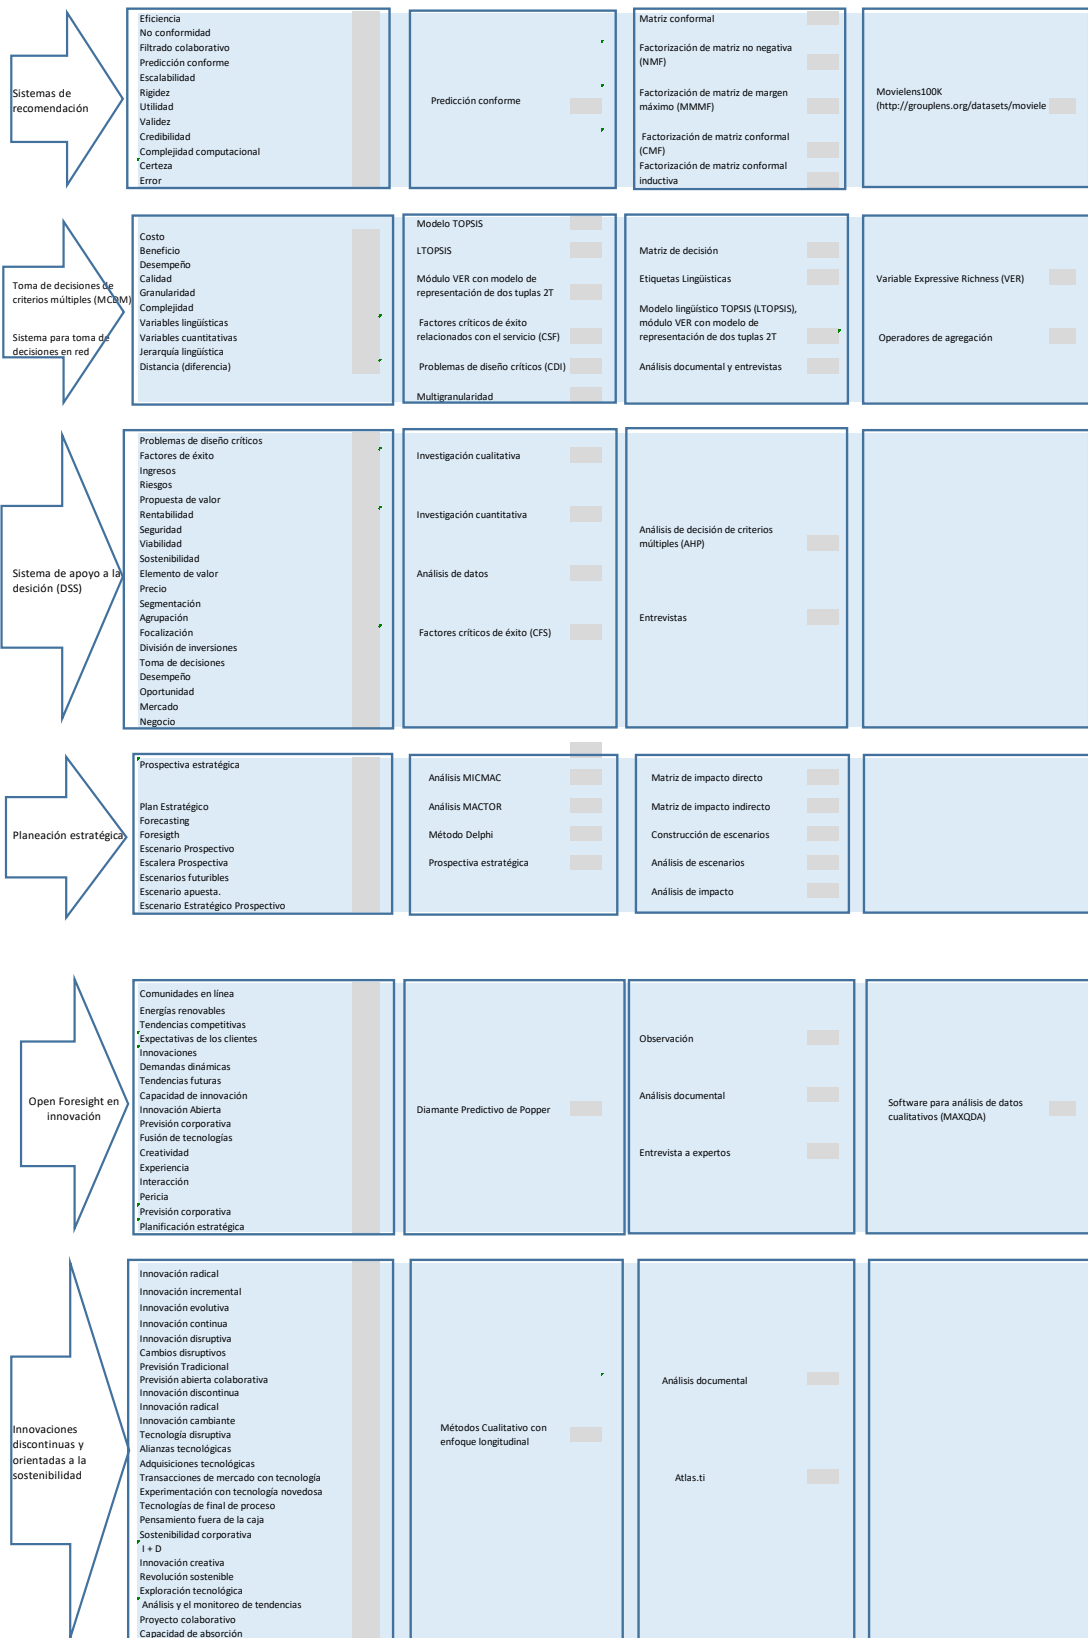 Sistemas de
recomendación
Eficiencia
No conformidad
Filtrado colaborativo
Predicción conforme
Escalabilidad
Rigidez
Utilidad
Validez
Credibilidad
Complejidad computacional
Certeza
Error
Predicción conforme
Matriz conformal
Factorización de matriz no negativa
(NMF)
Factorización de matriz de margen
máximo (MMMF)
Factorización de matriz conformal
(CMF)
Factorización de matriz conformal
inductiva
Movielens100K
(http://grouplens.org/datasets/moviele
Toma de decisiones de
criterios múltiples (MCDM)
Sistema para toma de
decisiones en red
Costo
Beneficio
Desempeño
Calidad
Granularidad
Complejidad
Variables lingüísticas
Variables cuantitativas
Jerarquía lingüística
Distancia (diferencia)
Modelo TOPSIS
LTOPSIS
Módulo VER con modelo de
representación de dos tuplas 2T
Factores críticos de éxito
relacionados con el servicio (CSF)
Problemas de diseño críticos (CDI)
Multigranularidad
Matriz de decisión
Etiquetas Lingüisticas
Modelo lingüístico TOPSIS (LTOPSIS),
módulo VER con modelo de
representación de dos tuplas 2T
Análisis documental y entrevistas
Variable Expressive Richness (VER)
Operadores de agregación
Sistema de apoyo a la
desición (DSS)
Problemas de diseño críticos
Factores de éxito
Ingresos
Riesgos
Propuesta de valor
Rentabilidad
Seguridad
Viabilidad
Sostenibilidad
Elemento de valor
Precio
Segmentación
Agrupación
Focalización
División de inversiones
Toma de decisiones
Desempeño
Oportunidad
Mercado
Negocio
Investigación cualitativa
Investigación cuantitativa
Análisis de datos
Factores críticos de éxito (CFS)
Análisis de decisión de criterios
múltiples (AHP)
Entrevistas
Planeación estratégica
Prospectiva estratégica
Plan Estratégico
Forecasting
Foresigth
Escenario Prospectivo
Escalera Prospectiva
Escenarios futuribles
Escenario apuesta.
Escenario Estratégico Prospectivo
Análisis MICMAC
Análisis MACTOR
Método Delphi
Prospectiva estratégica
Matriz de impacto directo
Matriz de impacto indirecto
Construcción de escenarios
Análisis de escenarios
Análisis de impacto
Open Foresight en
innovación
Comunidades en línea
Energías renovables
Tendencias competitivas
Expectativas de los clientes
Innovaciones
Demandas dinámicas
Tendencias futuras
Capacidad de innovación
Innovación Abierta
Previsión corporativa
Fusión de tecnologías
Creatividad
Experiencia
Interacción
Pericia
Previsión corporativa
Planificación estratégica
Diamante Predictivo de Popper
Observación
Análisis documental
Entrevista a expertos
Software para análisis de datos
cualitativos (MAXQDA)
Innovaciones
discontinuas y
orientadas a la
sostenibilidad
Innovación radical
Innovación incremental
Innovación evolutiva
Innovación continua
Innovación disruptiva
Cambios disruptivos
Previsión Tradicional
Previsión abierta colaborativa
Innovación discontinua
Innovación radical
Innovación cambiante
Tecnología disruptiva
Alianzas tecnológicas
Adquisiciones tecnológicas
Transacciones de mercado con tecnología
Experimentación con tecnología novedosa
Tecnologías de final de proceso
Pensamiento fuera de la caja
Sostenibilidad corporativa
I + D
Innovación creativa
Revolución sostenible
Exploración tecnológica
Análisis y el monitoreo de tendencias
Proyecto colaborativo
Capacidad de absorción
Métodos Cualitativo con
enfoque longitudinal
Análisis documental
Atlas.ti